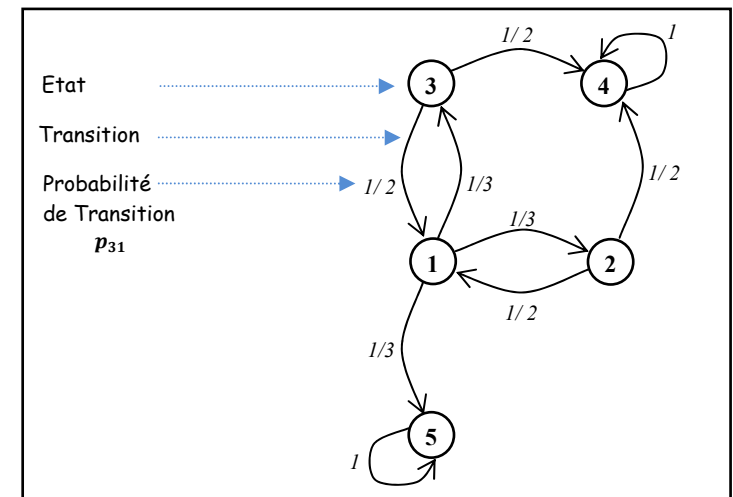 1/ 2
1
Etat
3
4
Transition
Probabilité
de Transition
p31
1/ 2
1/3
1/ 2
1/3
1
2
1/ 2
1/3
5
1